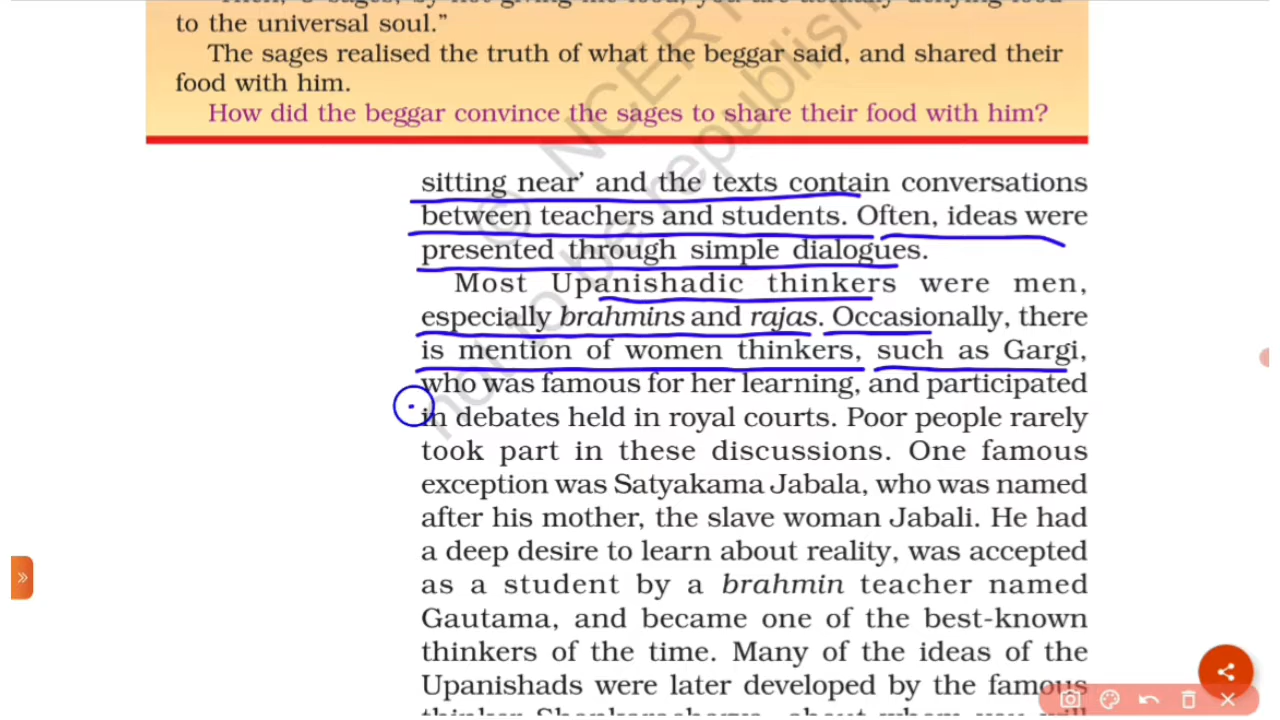 to the universal soul.”
The sages realised the truth of what the beggar said, and shared their
food with him.
How did the beggar convince the sages to share their food with him?
sitting near’ and the texts contain conversations
between teachers and students. Often, ideas were
presented through simple dialogues.
Most Upanishadic thinkers were men,
especially brahmins and rajas. Occasionally, there
is mention of women thinkers, such as Gargi,
who was famous for her learning, and participated
in debates held in royal courts. Poor people rarely
took part in these discussions. One famous
exception was Satyakama Jabala, who was named
after his mother, the slave woman Jabali. He had
a deep desire to learn about reality, was accepted
as a student by a brahmin teacher named
Gautama, and became one of the best-known
thinkers of the time. Many of the ideas of the
Upanishads were later developed by the famous
© NCERT
not to be republish